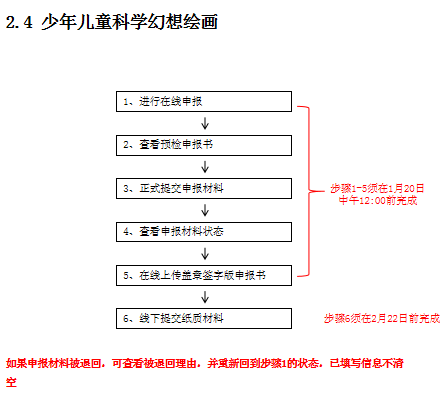 2.4 少年儿童科学幻想绘画
1、进行在线申报
2、查看预检申报书
3、正式提交申报材料
步骤1-5须在1月20日
中午12:00前完成
4、查看申报材料状态
5、在线上传盖章签字版申报书
6、线下提交纸质材料
步骤6须在2月22日前完成
如果申报材料被退回，可查看被退回理由，并重新回到步骤1的状态，已填写信息不清
空